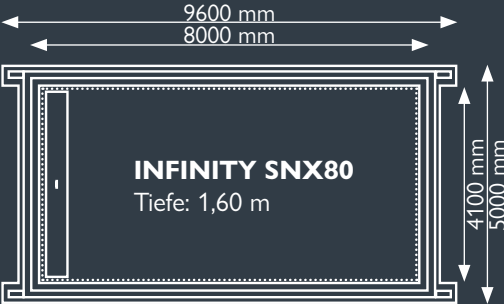 9600 mm
8000 mm
INFINITY SNX80
Tiefe: 1,60 m
4100 mm
5000 mm